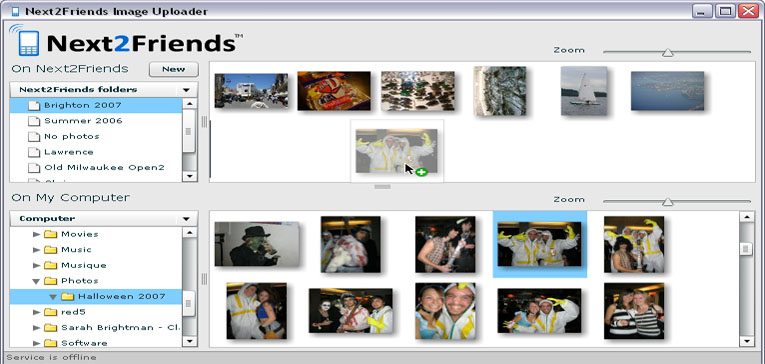 Next2Friends Image Uploader
Next2Friends™
Zoom
On Next2Friends
New
Next2Friends folders
Brighton 2007
Summer 2006
No photos
Lawrence
Old Milwaukee Open2
On My Computer
Zoom
Computer
Movies
Music
Musique
Photos
Halloween 2007
red5
Sarah Brightman - Cl
Software
Service is offline